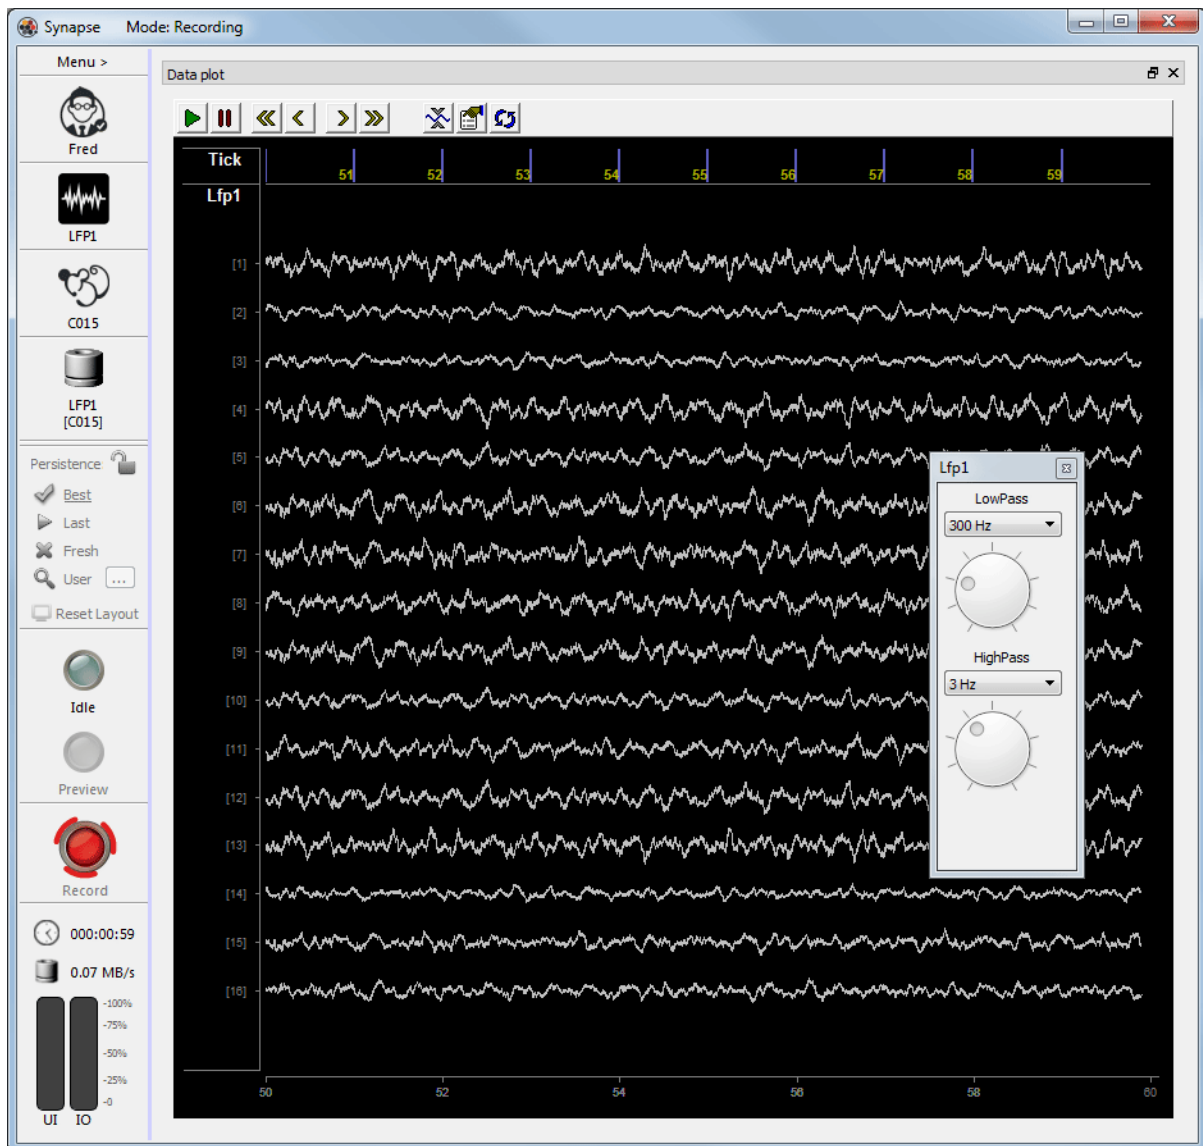 Synapse Mode: Recording
Menu >
Fred
LFP1
C015
LFP1
[C015]
Persistence
Best
Last
Fresh
User ...
Reset Layout
Idle
Preview
Record
000:00:59
0.07 MB/s
-100%
-75%
-50%
-25%
-0
UI IO
Data plot
Tick
51 52 53 54 55 56 57 58 59
Lfp1
[1]
[2]
[3]
[4]
[5]
[6]
[7]
[8]
[9]
[10]
[11]
[12]
[13]
[14]
[15]
[16]
50 52 54 56 58 60
Lfp1
LowPass
300 Hz
HighPass
3 Hz